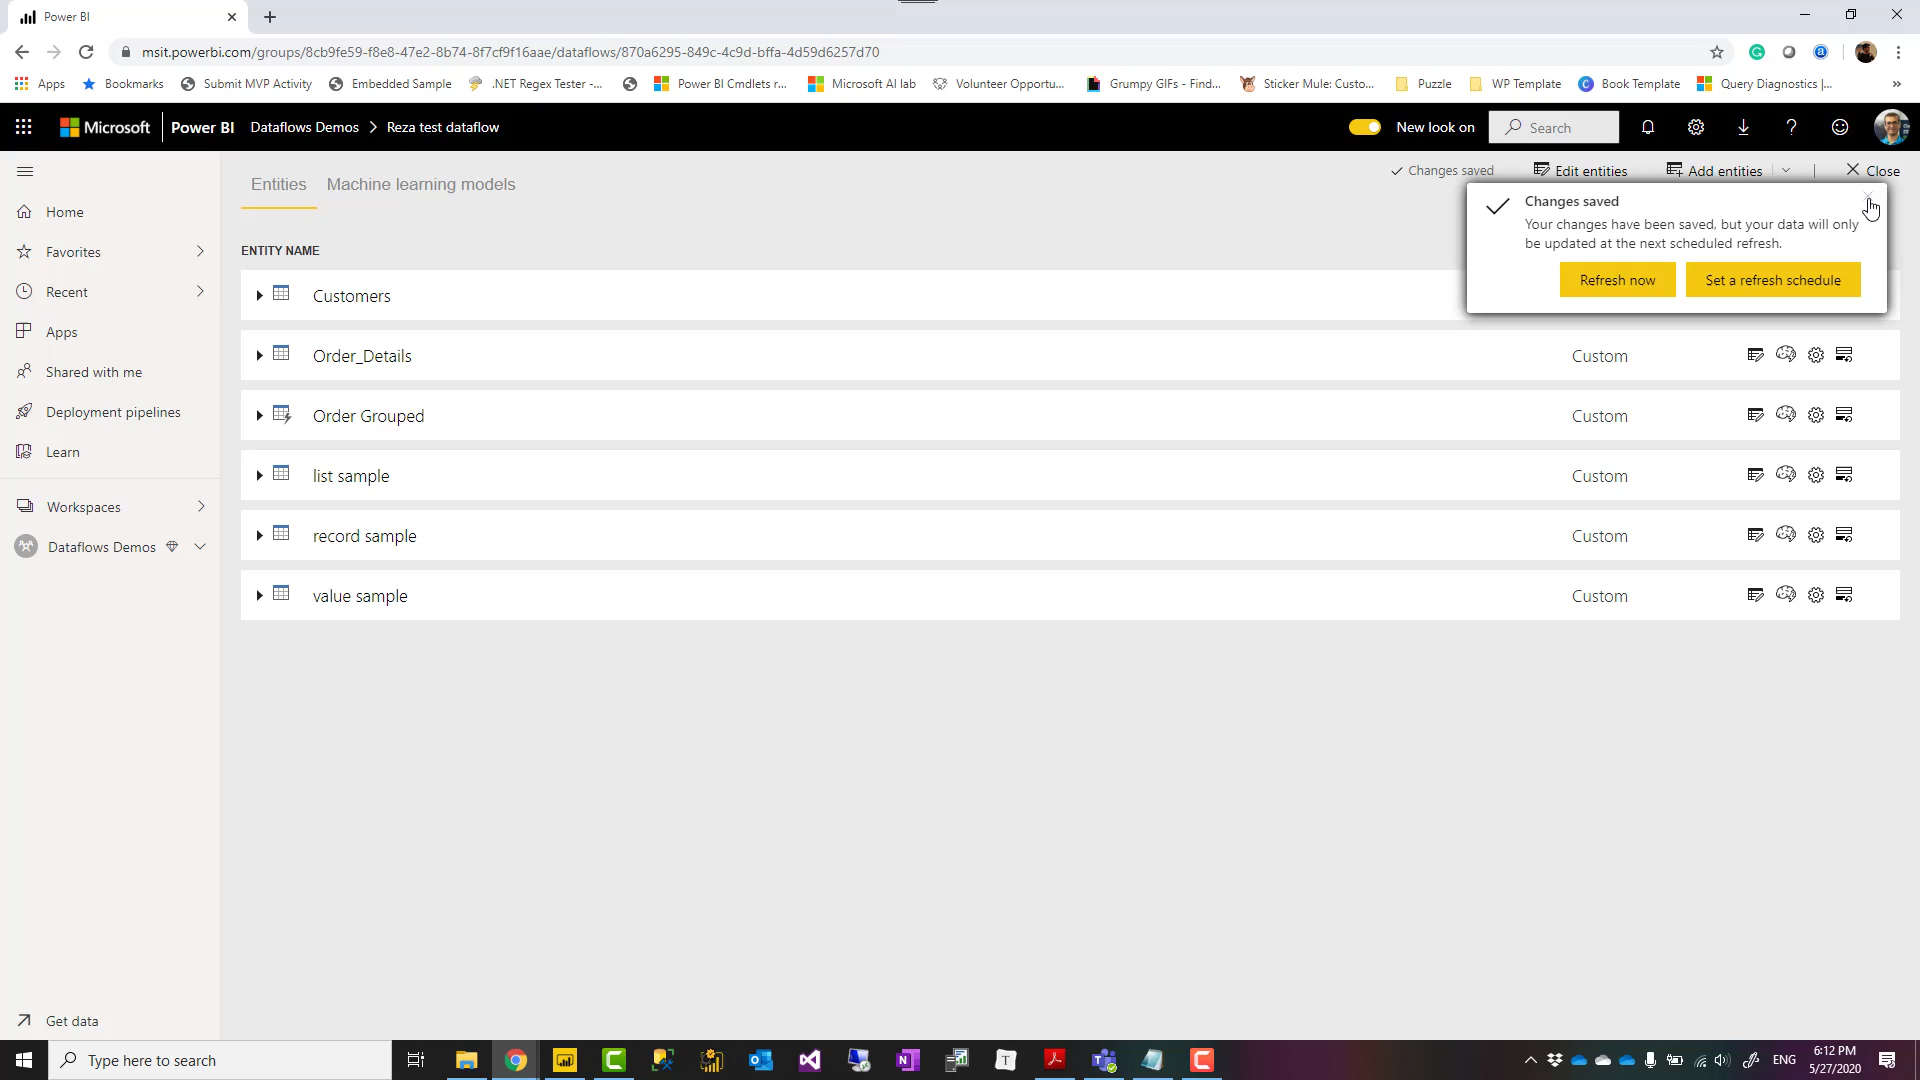 Power BI
msit.powerbi.com/groups/8cb9fe59-f8e8-47e2-8b74-8f7cf9f16aae/dataflows/870a6295-849c-4c9d-bffa-4d59d6257d70
Apps Bookmarks Submit MVP Activity Embedded Sample .NET Regex Tester -... Power BI Cmdlets r... Microsoft AI lab Volunteer Opportu... Grumpy GIFs - Find... Sticker Mule: Custo... Puzzle WP Template Book Template Query Diagnostics |... »
Microsoft Power BI Dataflows Demos > Reza test dataflow New look on Search
Changes saved Edit entities Add entities | Close
Entities Machine learning models
Changes saved
Your changes have been saved, but your data will only
be updated at the next scheduled refresh.
Refresh now Set a refresh schedule
Home
Favorites
Recent
Apps
Shared with me
Deployment pipelines
Learn
Workspaces
Dataflows Demos
Get data
ENTITY NAME
Customers
Order_Details Custom
Order Grouped Custom
list sample Custom
record sample Custom
value sample Custom
Type here to search
ENG
6:12 PM
5/27/2020